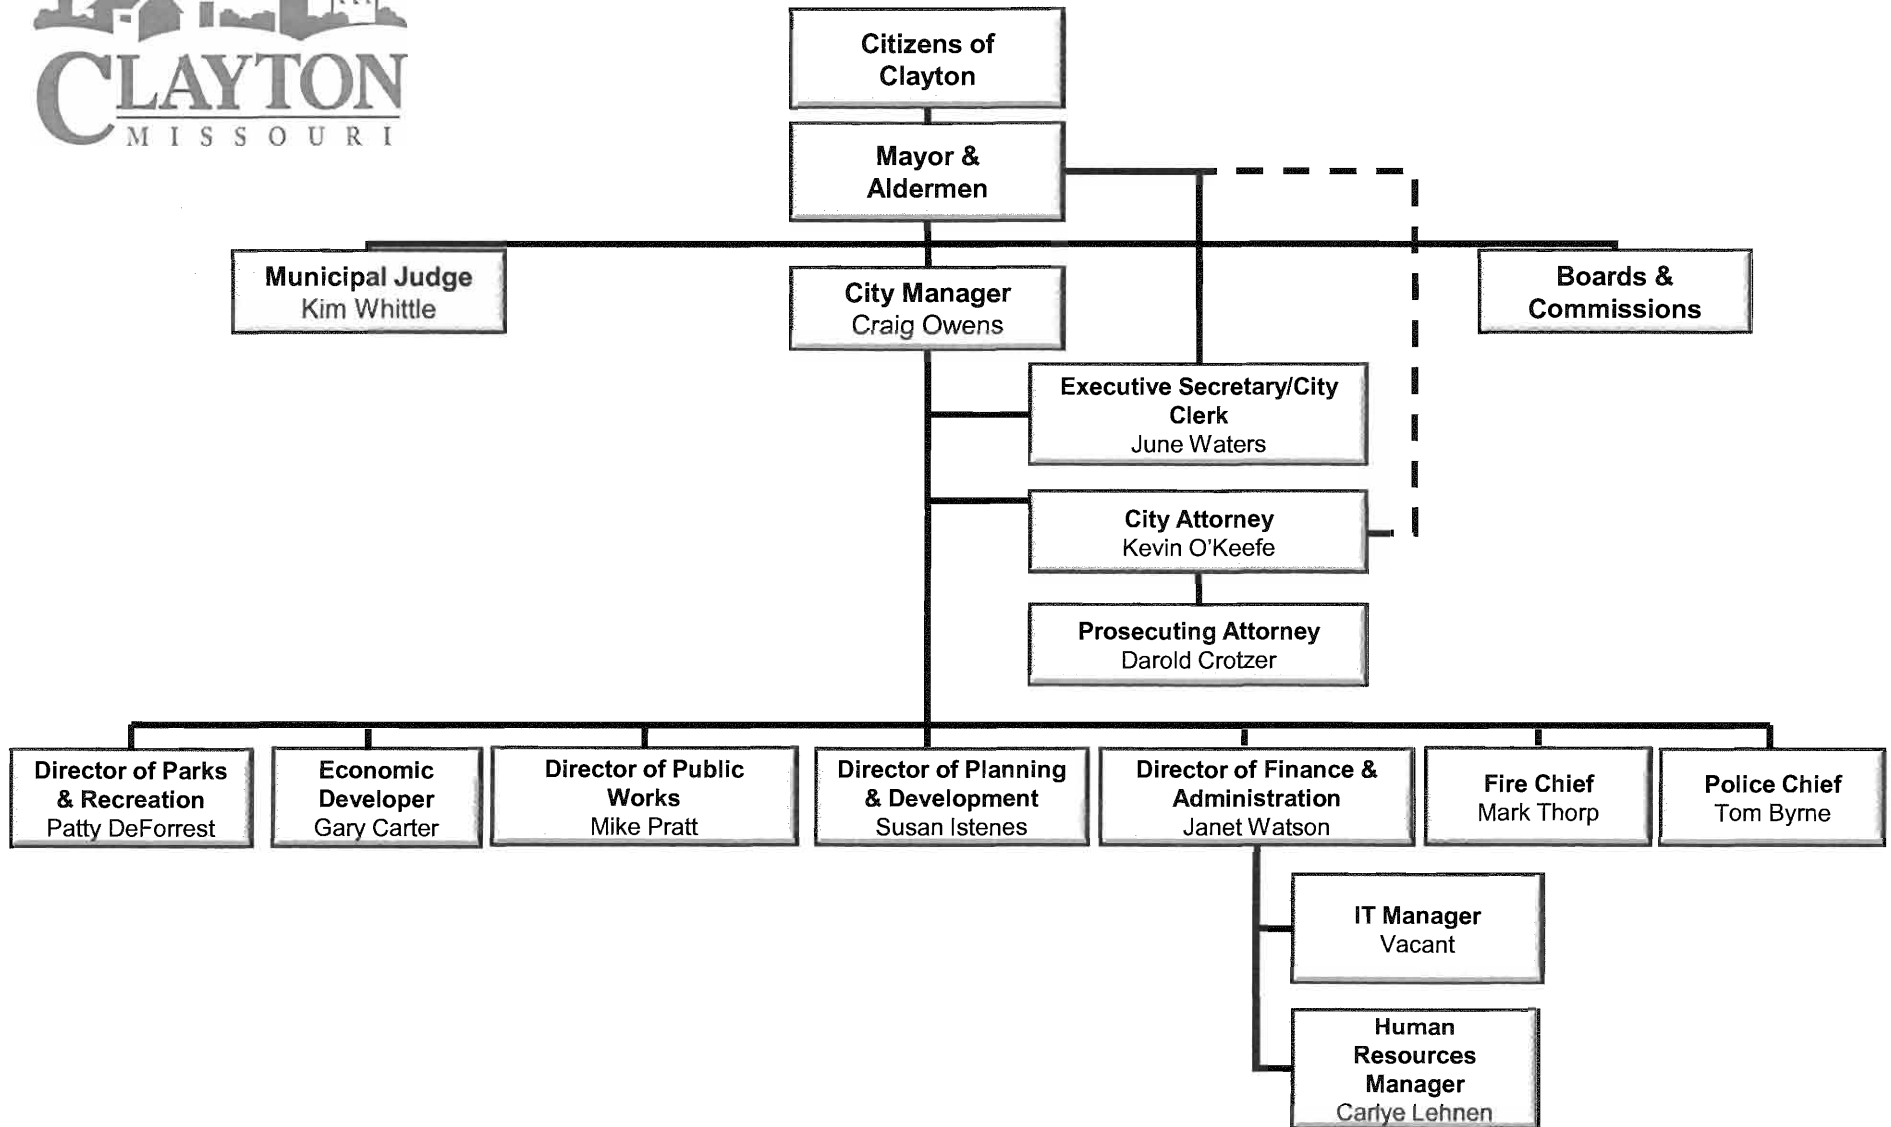 CLAYTON
MISSOURI
Citizens of
Clayton
Mayor &
Aldermen
Municipal Judge
Kim Whittle
City Manager
Craig Owens
Boards &
Commissions
Executive Secretary/City
Clerk
June Waters
City Attorney
Kevin O'Keefe
Prosecuting Attorney
Darold Crotzer
Director of Parks
& Recreation
Patty DeForrest
Economic
Developer
Gary Carter
Director of Public
Works
Mike Pratt
Director of Planning
& Development
Susan Istenes
Director of Finance &
Administration
Janet Watson
Fire Chief
Mark Thorp
Police Chief
Tom Byrne
IT Manager
Vacant
Human
Resources
Manager
Carlye Lehnen